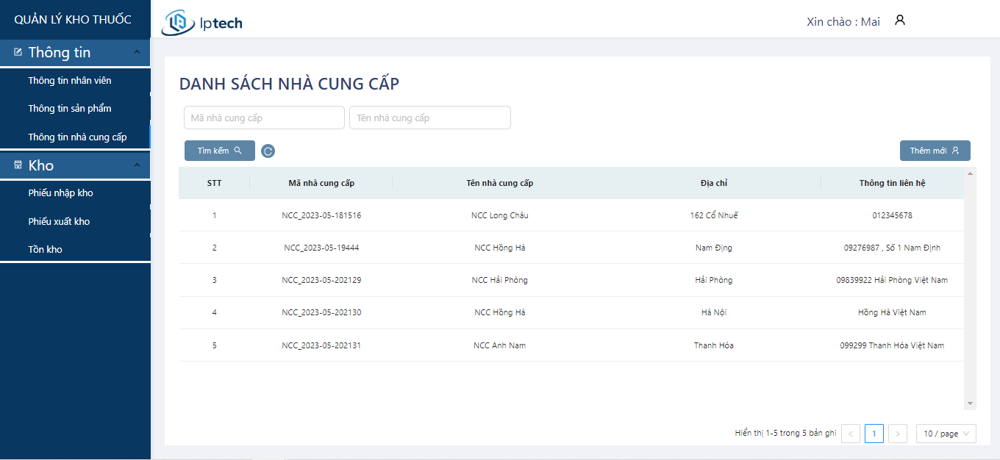 QUẢN LÝ KHO THUỐC
Iptech
Xin chào : Mai
Thông tin
Thông tin nhân viên
Thông tin sản phẩm
Thông tin nhà cung cấp
Kho
Phiếu nhập kho
Phiếu xuất kho
Tồn kho
DANH SÁCH NHÀ CUNG CẤP
Mã nhà cung cấp Tên nhà cung cấp
Tìm kếm Thêm mới
STT Mã nhà cung cấp Tên nhà cung cấp Địa chỉ Thông tin liên hệ
1 NCC_2023-05-181516 NCC Long Châu 162 Cổ Nhuế 012345678
2 NCC_2023-05-19444 NCC Hồng Hà Nam Địng 09276987 , Số 1 Nam Định
3 NCC_2023-05-202129 NCC Hải Phòng Hải Phòng 09839922 Hải Phòng Việt Nam
4 NCC_2023-05-202130 NCC Hồng Hà Hà Nội Hồng Hà Việt Nam
5 NCC_2023-05-202131 NCC Anh Nam Thanh Hóa 099299 Thanh Hóa Việt Nam
Hiển thị 1-5 trong 5 bản ghi < 1 > 10 / page